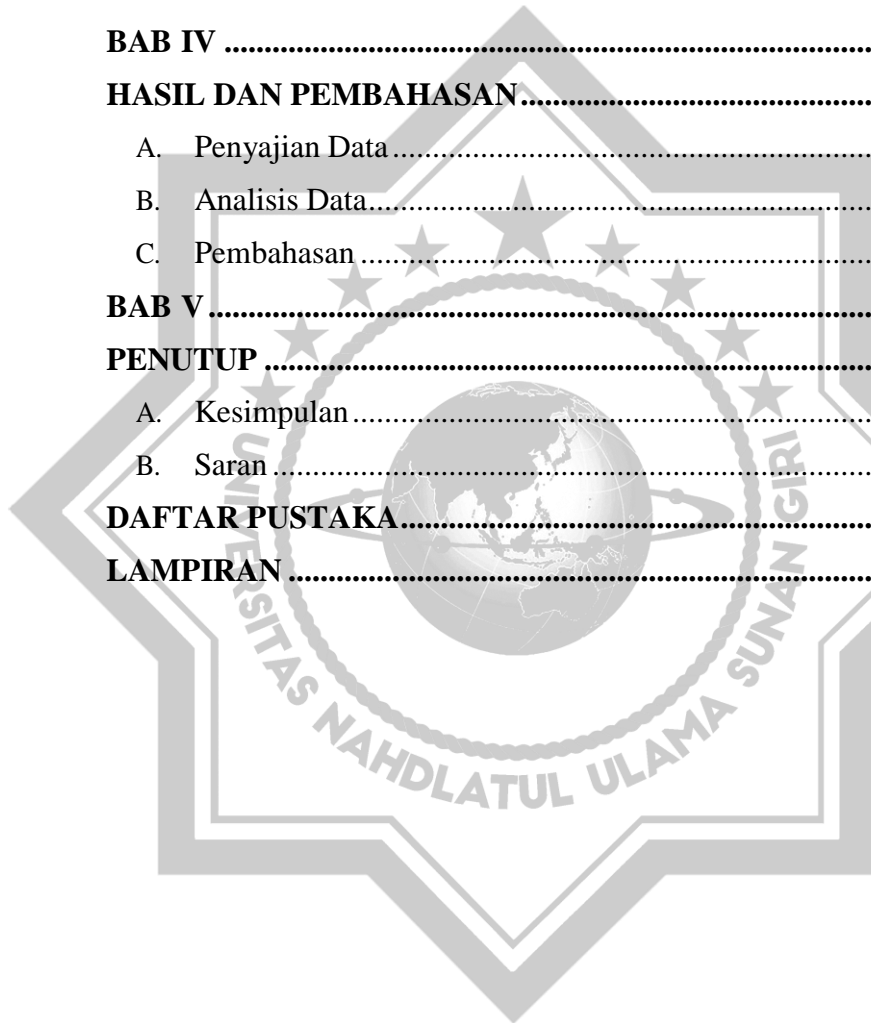 BAB IV ........................................................................
HASIL DAN PEMBAHASAN........................................
A. Penyajian Data ........................................................
B. Analisis Data...........................................................
C. Pembahasan ............................................................
BAB V..........................................................................
PENUTUP ....................................................................
A. Kesimpulan..............................................................
B. Saran .......................................................................
DAFTAR PUSTAKA.......................................................
LAMPIRAN ..................................................................
UNIVERSITAS NAHDLATUL ULAMA SUNAN GIRI